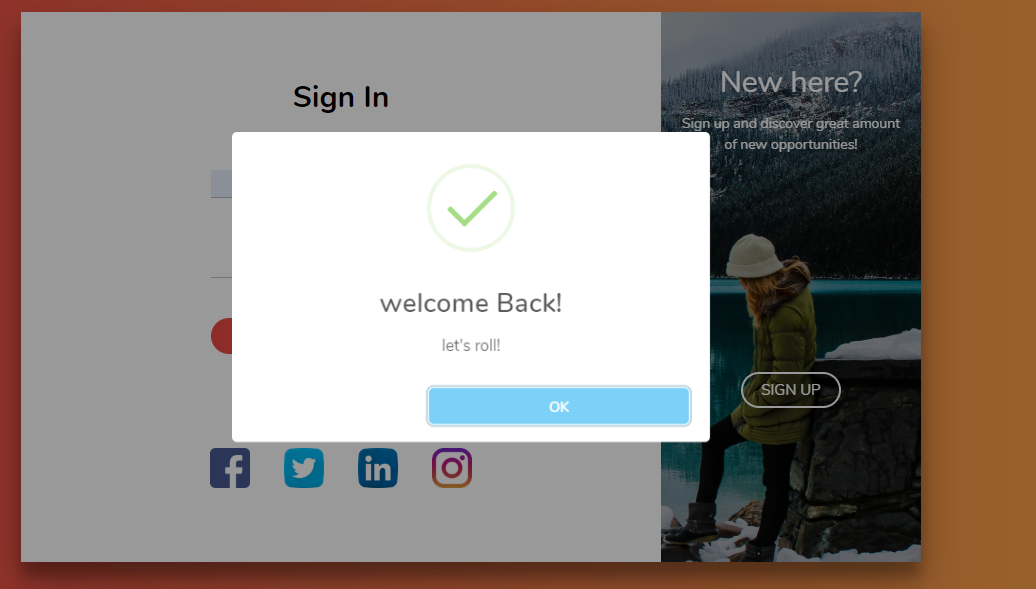 Sign In
New here?
Sign up and discover great amount
of new opportunities!
welcome Back!
let's roll!
OK
SIGN UP